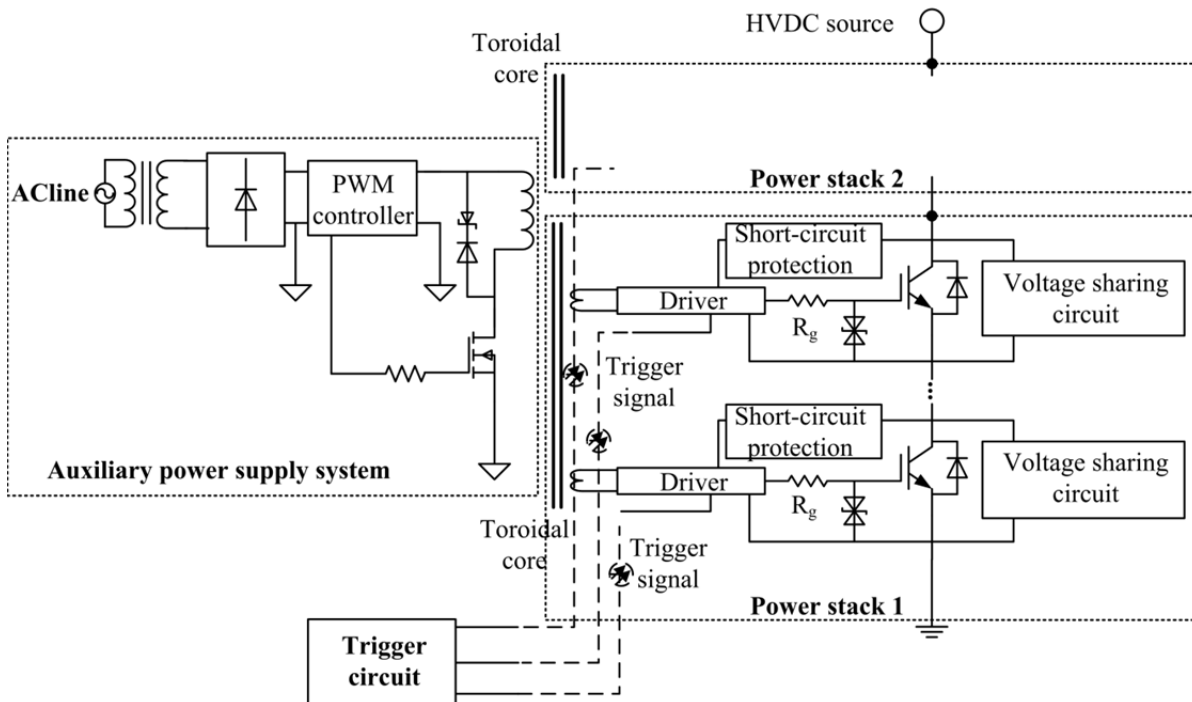 HVDC source
Toroidal
core
Power stack 2
ACline
PWM
controller
Short-circuit
protection
Voltage sharing
circuit
Driver
Rg
Trigger
signal
Short-circuit
protection
Voltage sharing
circuit
Driver
Rg
Auxiliary power supply system
Toroidal
core
Trigger
signal
Power stack 1
Trigger
circuit